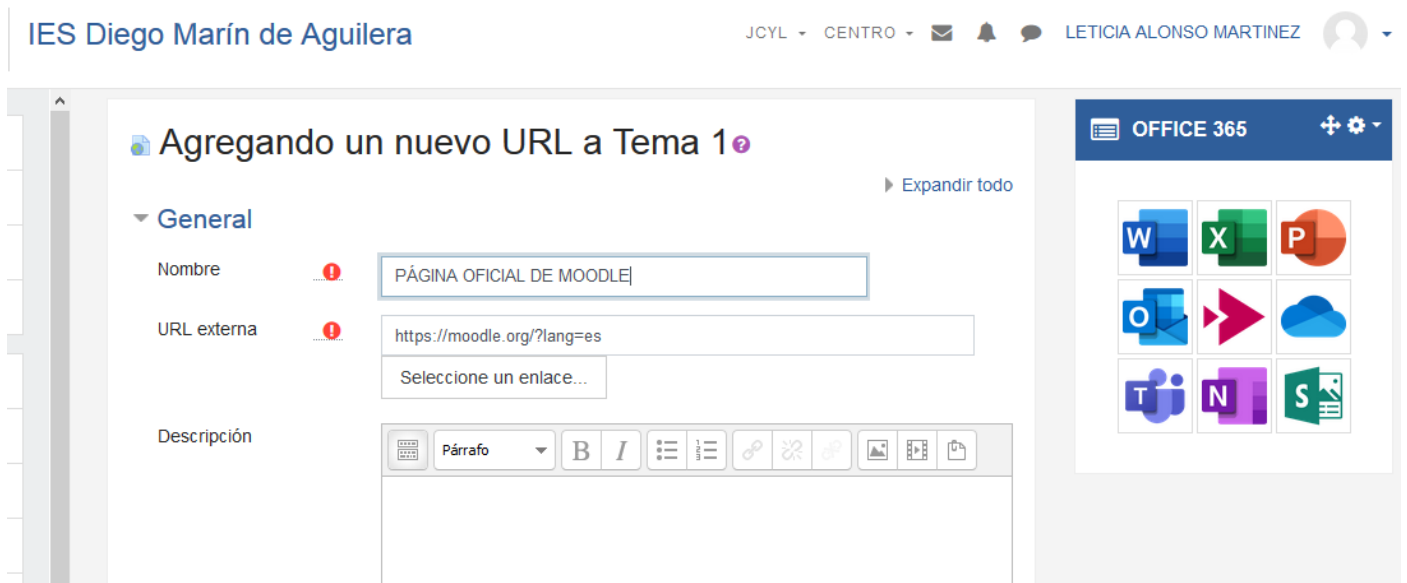 IES Diego Marín de Aguilera
JCYL CENTRO LETICIA ALONSO MARTINEZ
Agregando un nuevo URL a Tema 1
Expandir todo
General
Nombre
PÁGINA OFICIAL DE MOODLE
URL externa
https://moodle.org/?lang=es
Seleccione un enlace...
Descripción
Párrafo B I
OFFICE 365
W X P
O
T N S